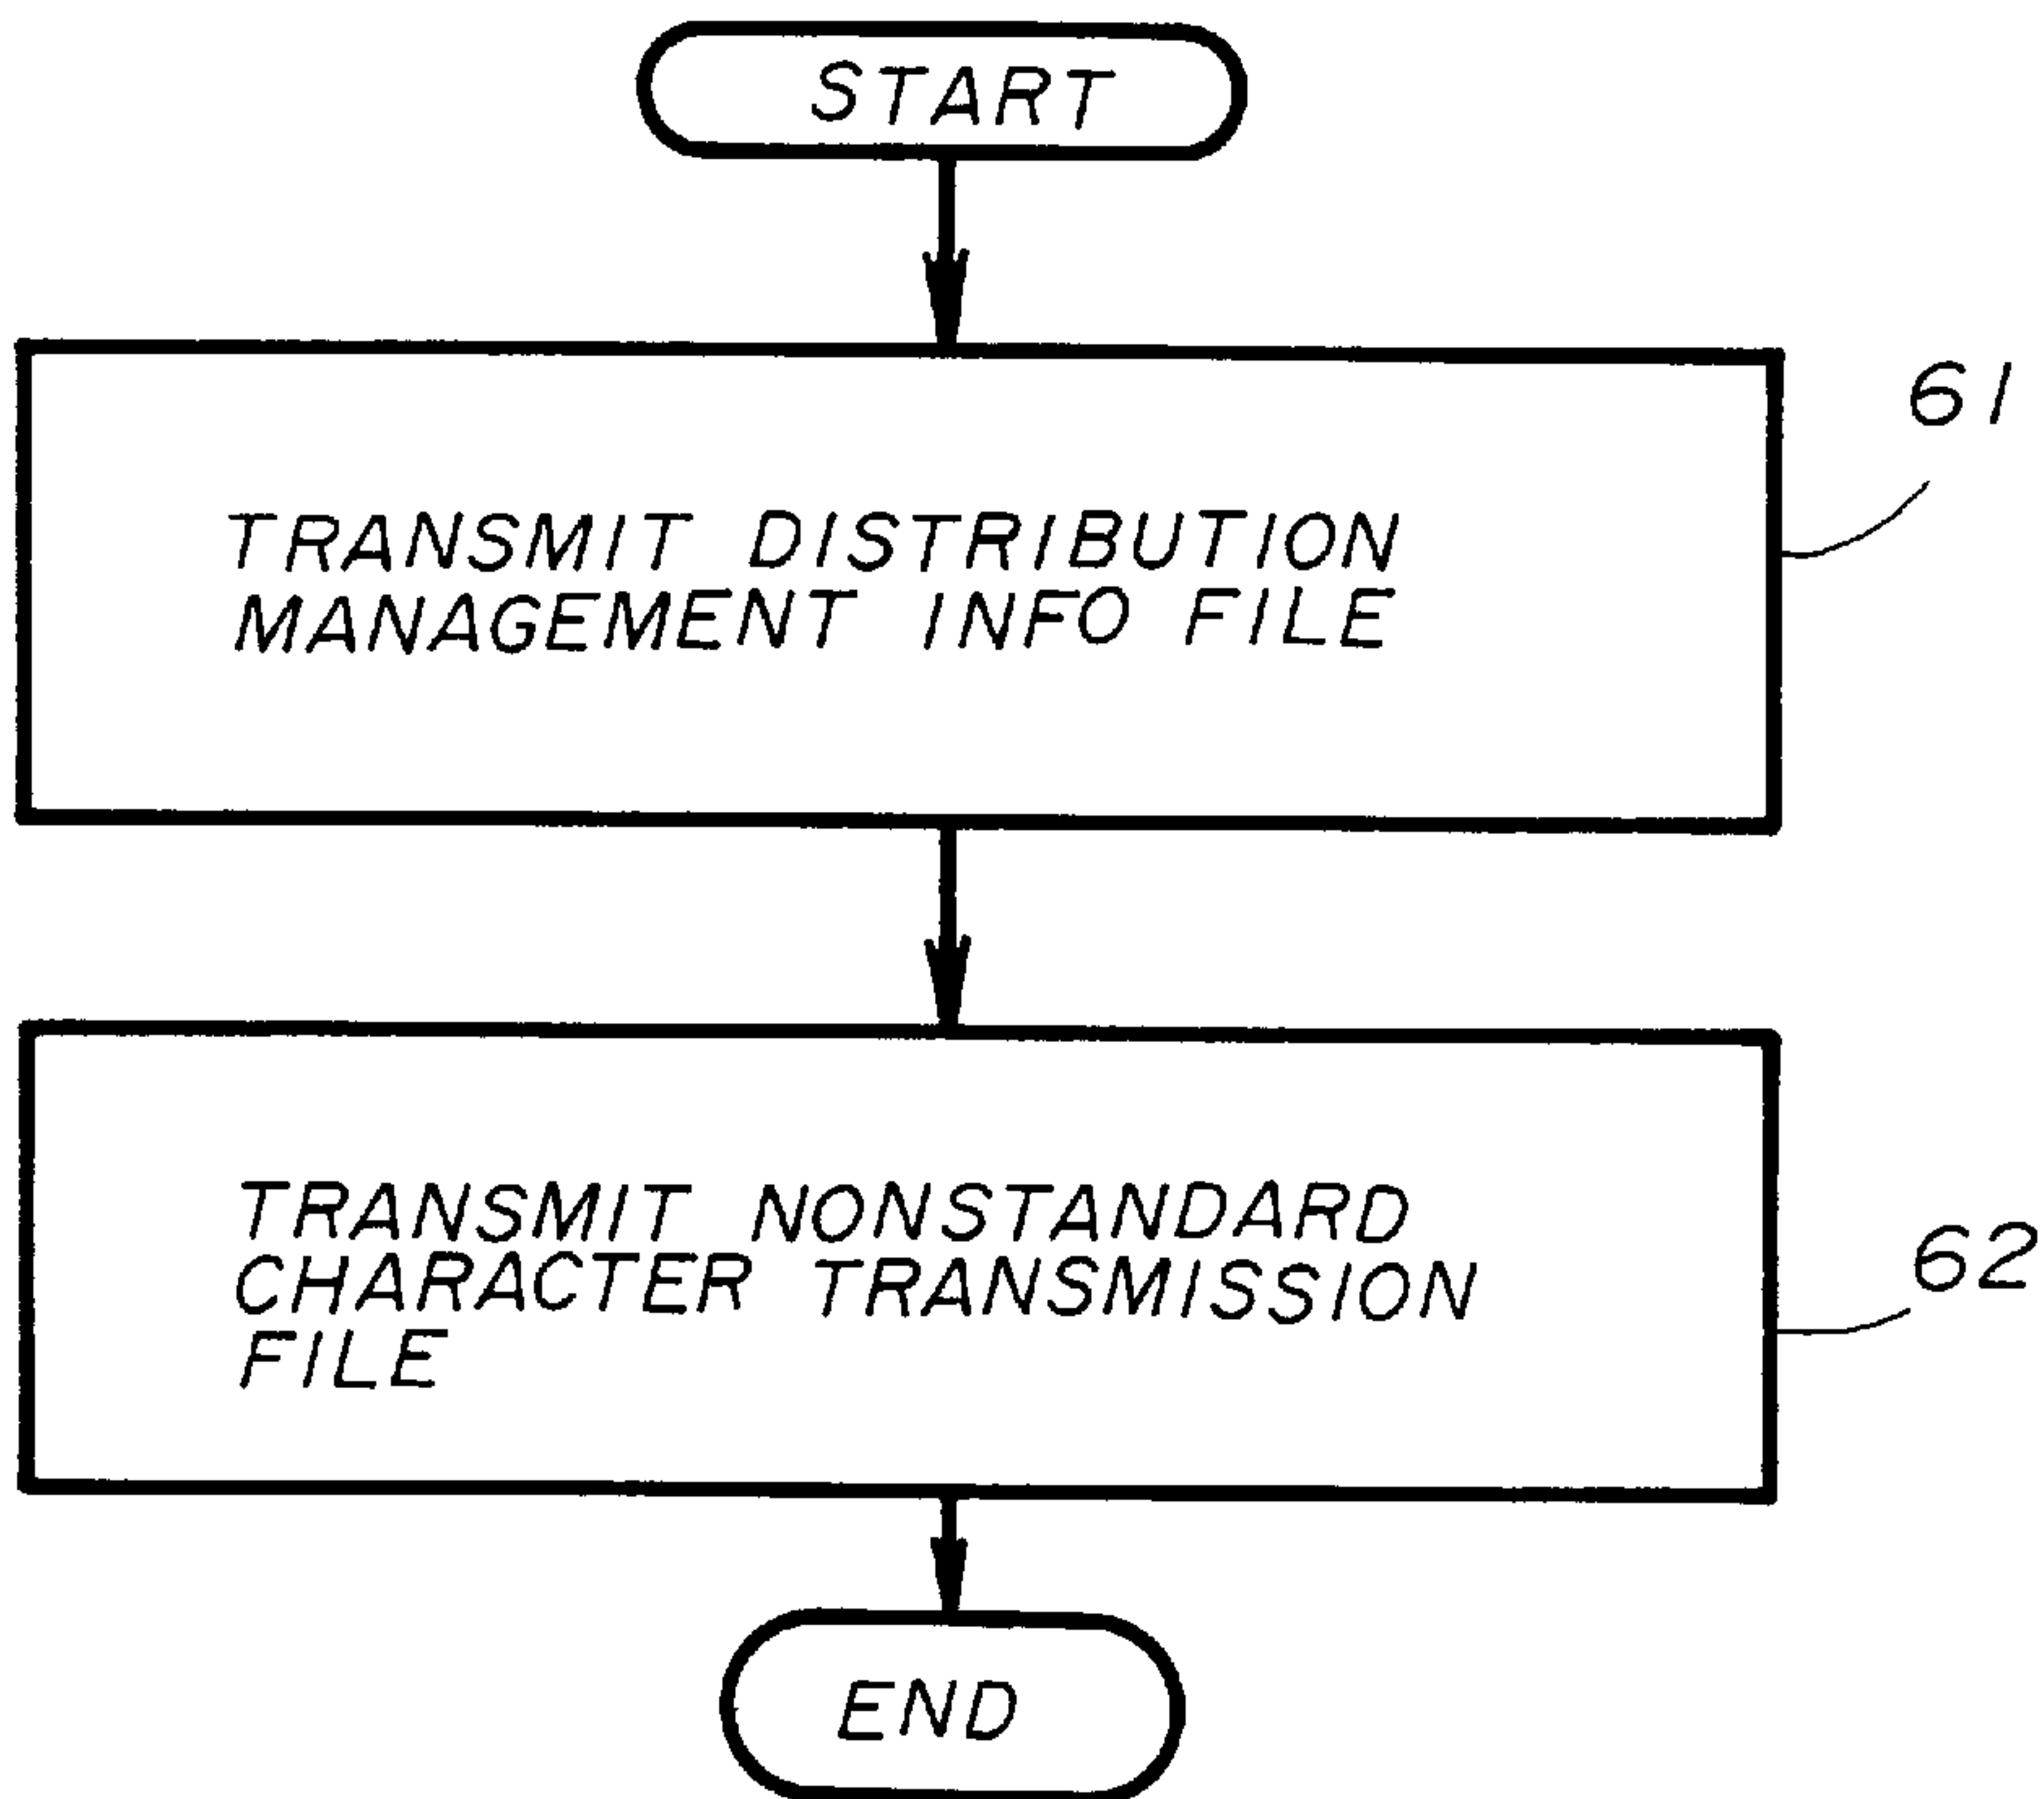 START
61
TRANSMIT DISTRIBUTION
MANAGEMENT INFO FILE
TRANSMIT NONSTANDARD
CHARACTER TRANSMISSION
FILE
62
END